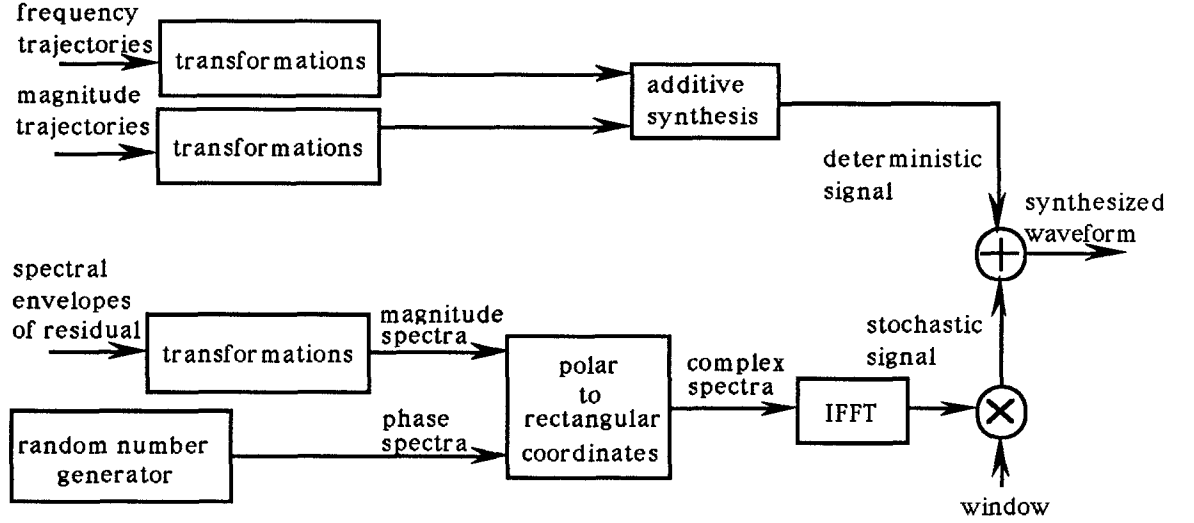 frequency
trajectories
transformations
magnitude
trajectories
transformations
additive
synthesis
deterministic
signal
synthesized
waveform
spectral
envelopes
of residual
transformations
magnitude
spectra
random number
generator
phase
spectra
polar
to
rectangular
coordinates
complex
spectra
IFFT
stochastic
signal
window